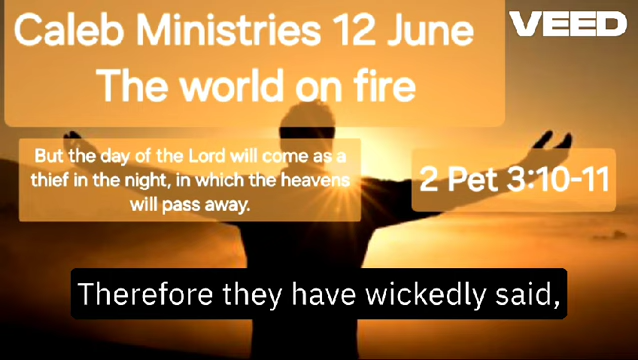 Caleb Ministries 12 June
The world on fire
VEED
But the day of the Lord will come as a
thief in the night, in which the heavens
will pass away.
2 Pet 3:10-11
Therefore they have wickedly said,